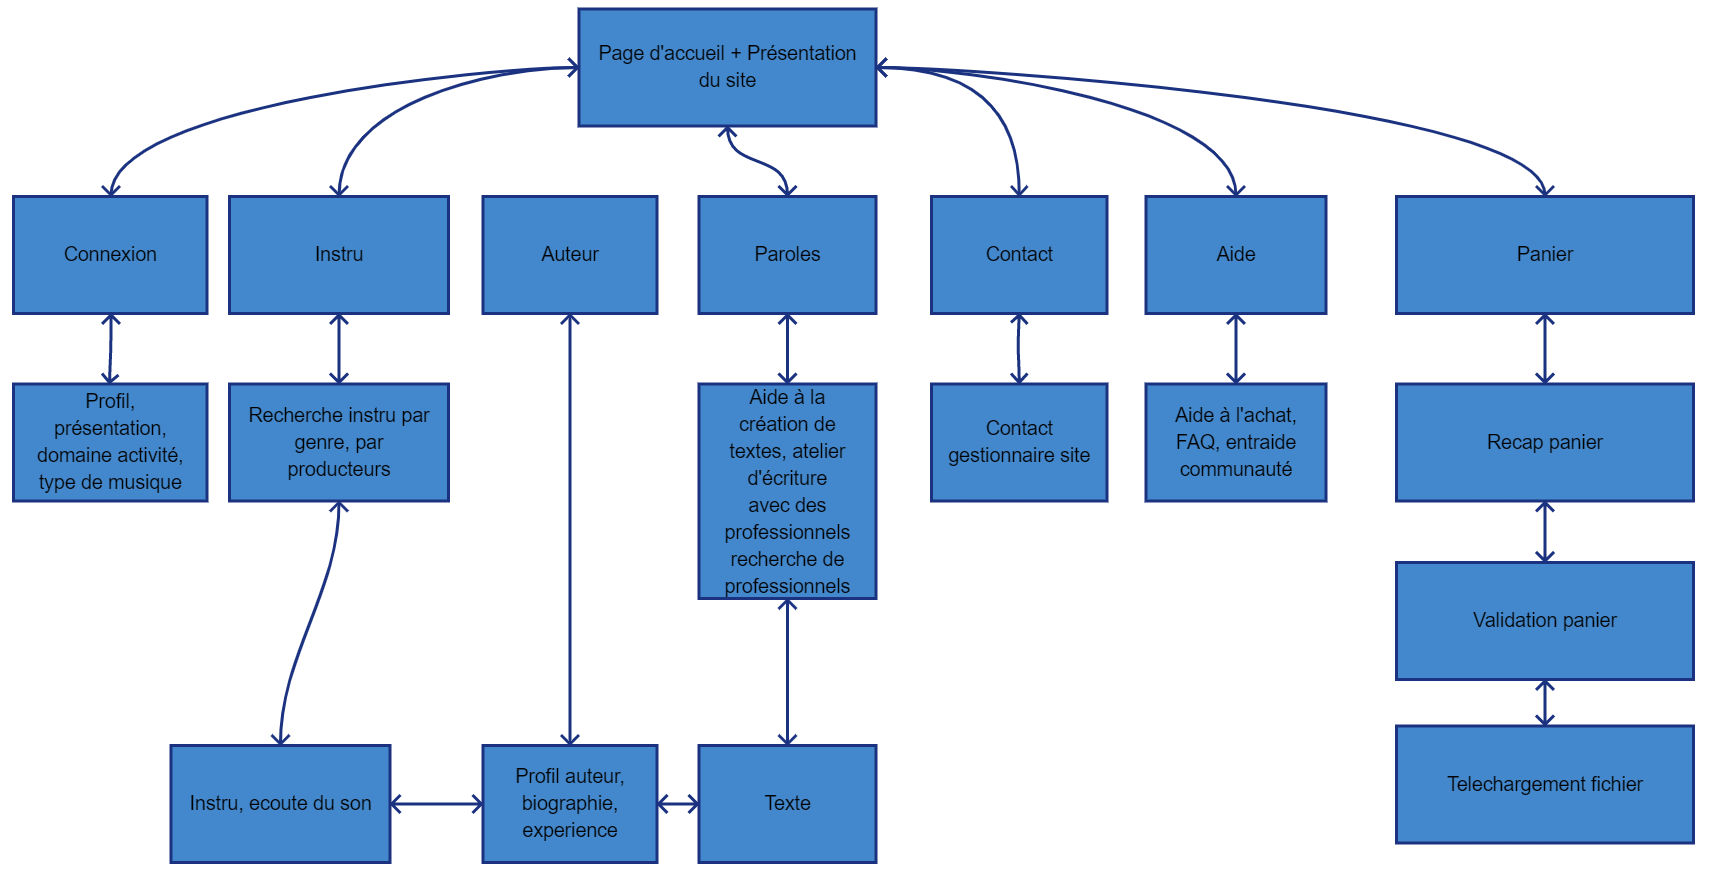 Page d'accueil + Présentation
du site
Connexion
Instru
Auteur
Paroles
Contact
Aide
Panier
Profil,
présentation,
domaine activité,
type de musique
Recherche instru par
genre, par
producteurs
Aide à la
création de
textes, atelier
d'écriture
avec des
professionnels
recherche de
professionnels
Contact
gestionnaire site
Aide à l'achat,
FAQ, entraide
communauté
Recap panier
Validation panier
Instru, ecoute du son
Profil auteur,
biographie,
experience
Texte
Telechargement fichier